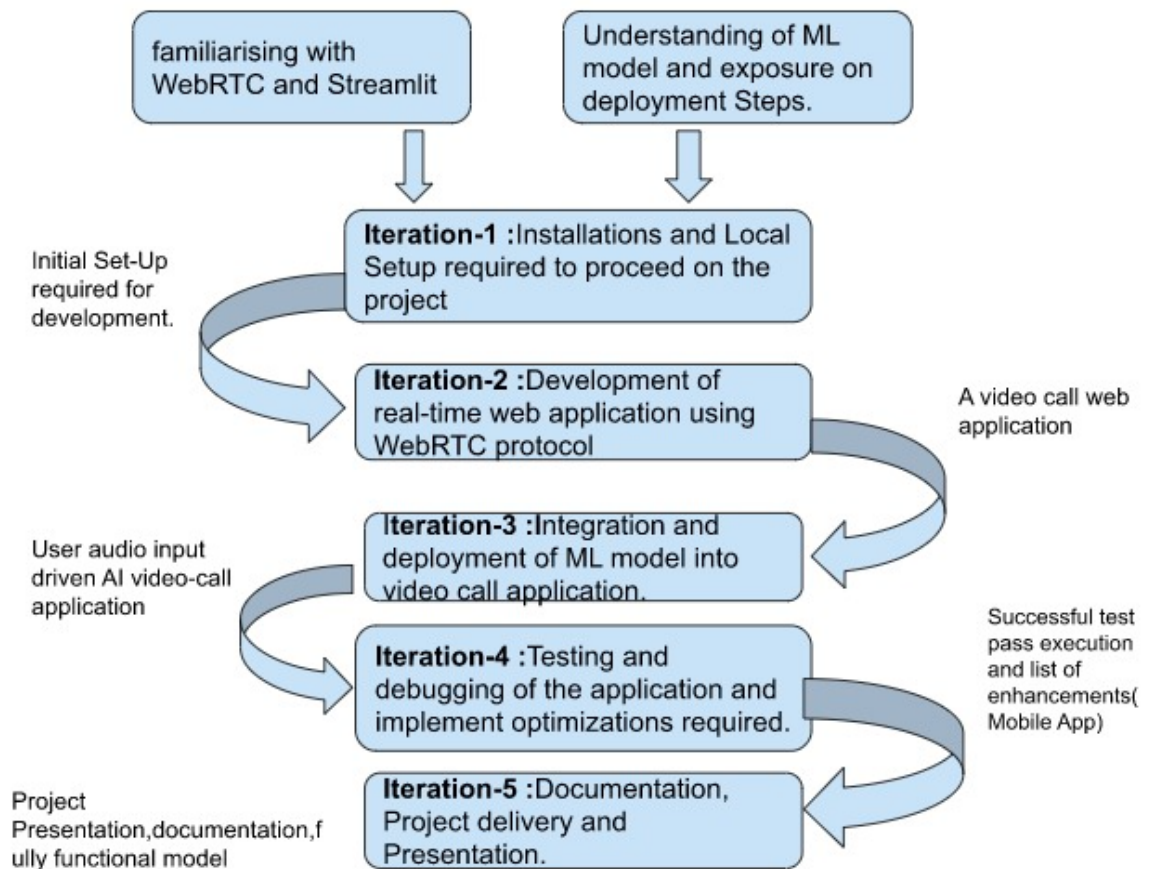 familiarising with
WebRTC and Streamlit
Understanding of ML
model and exposure on
deployment Steps.
Iteration-1 :Installations and Local
Setup required to proceed on the
project
Initial Set-Up
required for
development.
Iteration-2 :Development of
real-time web application using
WebRTC protocol
A video call web
application
Iteration-3 :Integration and
deployment of ML model into
video call application.
User audio input
driven AI video-call
application
Iteration-4 :Testing and
debugging of the application and
implement optimizations required.
Successful test
pass execution
and list of
enhancements(
Mobile App)
Iteration-5 :Documentation,
Project delivery and
Presentation.
Project
Presentation,documentation,f
ully functional model